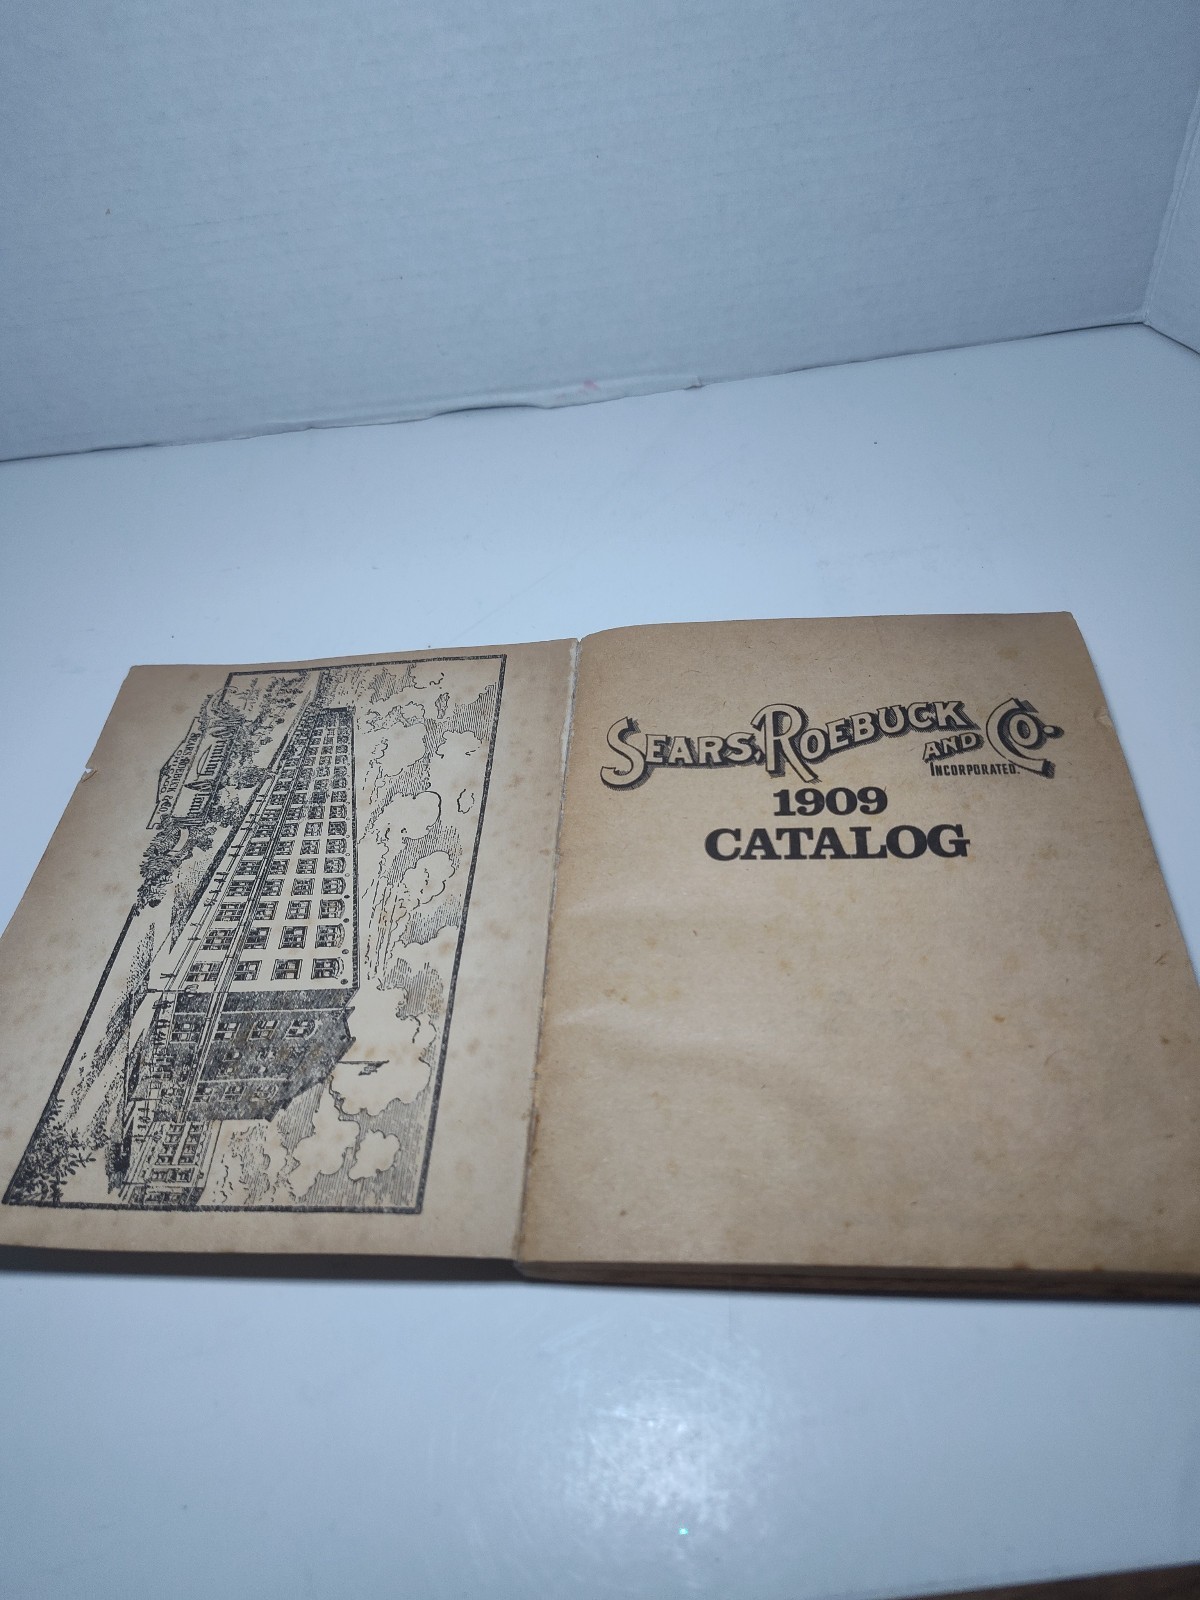 SEARS, ROEBUCK AND CO.
INCORPORATED.
1909
CATALOG